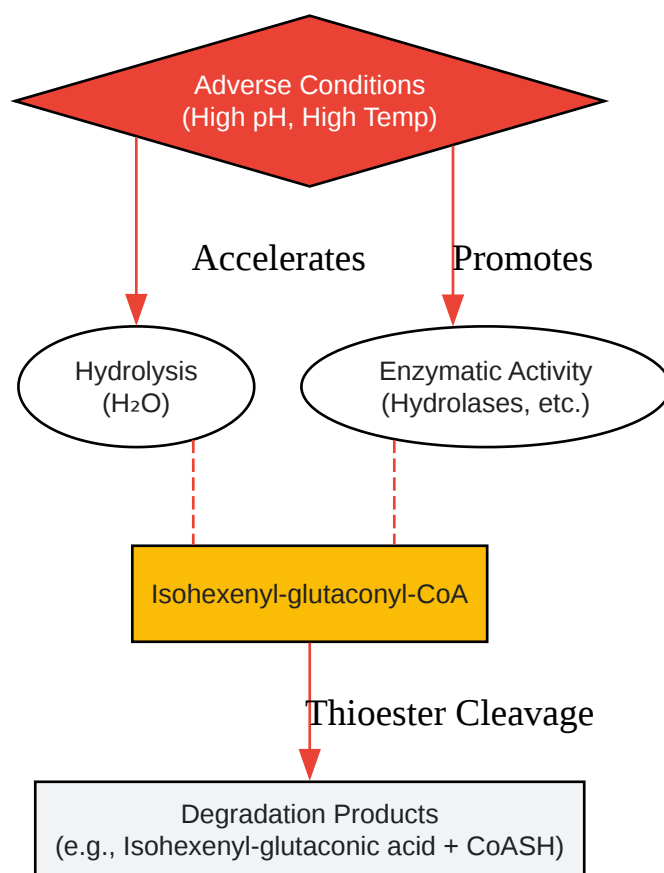 Adverse Conditions
(High pH, High Temp)
Accelerates
Promotes
Hydrolysis
(H₂O)
Enzymatic Activity
(Hydrolases, etc.)
Isohexenyl-glutaconyl-CoA
Thioester Cleavage
Degradation Products
(e.g., Isohexenyl-glutaconic acid + CoASH)